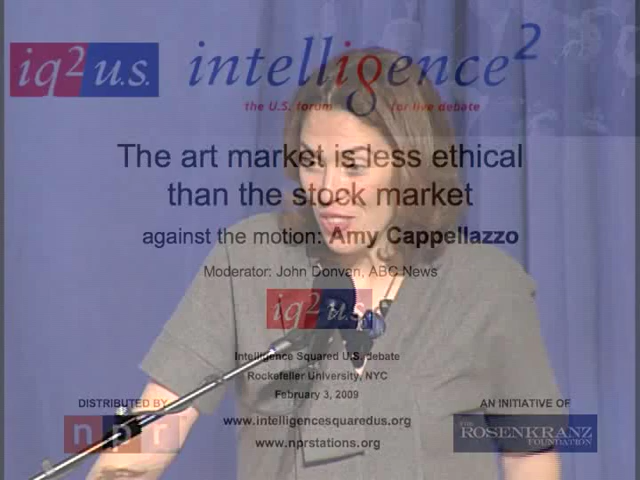 iq2 u.s. intelligence2
the U.S. forum for live debate
The art market is less ethical
than the stock market
against the motion: Amy Cappellazzo
Moderator: John Donvan, ABC News
iq2 u.s.
Intelligence Squared U.S. debate
Rockefeller University, NYC
February 3, 2009
DISTRIBUTED BY
AN INITIATIVE OF
npr
www.intelligencesquaredus.org
www.nprstations.org
THE
ROSENKRANZ
FOUNDATION